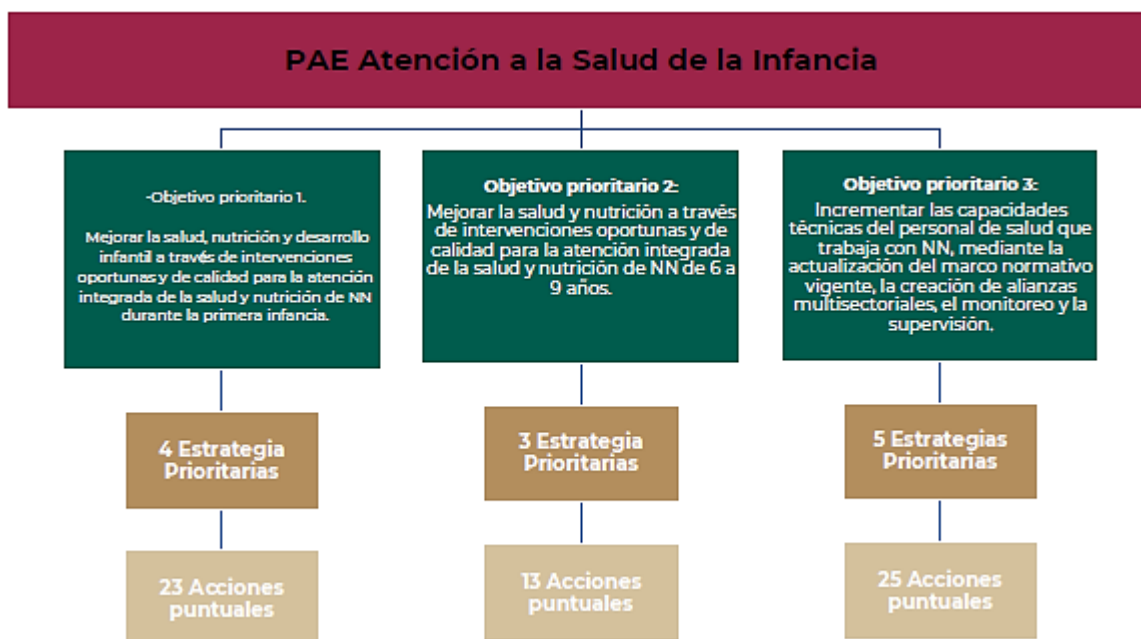 PAE Atención a la Salud de la Infancia
-Objetivo prioritario 1.
Mejorar la salud, nutrición y desarrollo
infantil a través de intervenciones
oportunas y de calidad para la atención
integrada de la salud y nutrición de NN
durante la primera infancia.
4 Estrategia
Prioritarias
23 Acciones
puntuales
Objetivo prioritario 2:
Mejorar la salud y nutrición a través
de intervenciones oportunas y de
calidad para la atención integrada
de la salud y nutrición de NN de 6 a
9 años.
3 Estrategia
Prioritarias
13 Acciones
puntuales
Objetivo prioritario 3:
Incrementar las capacidades
técnicas del personal de salud que
trabaja con NN, mediante la
actualización del marco normativo
vigente, la creación de alianzas
multisectoriales, el monitoreo y la
supervisión.
5 Estrategias
Prioritarias
25 Acciones
puntuales